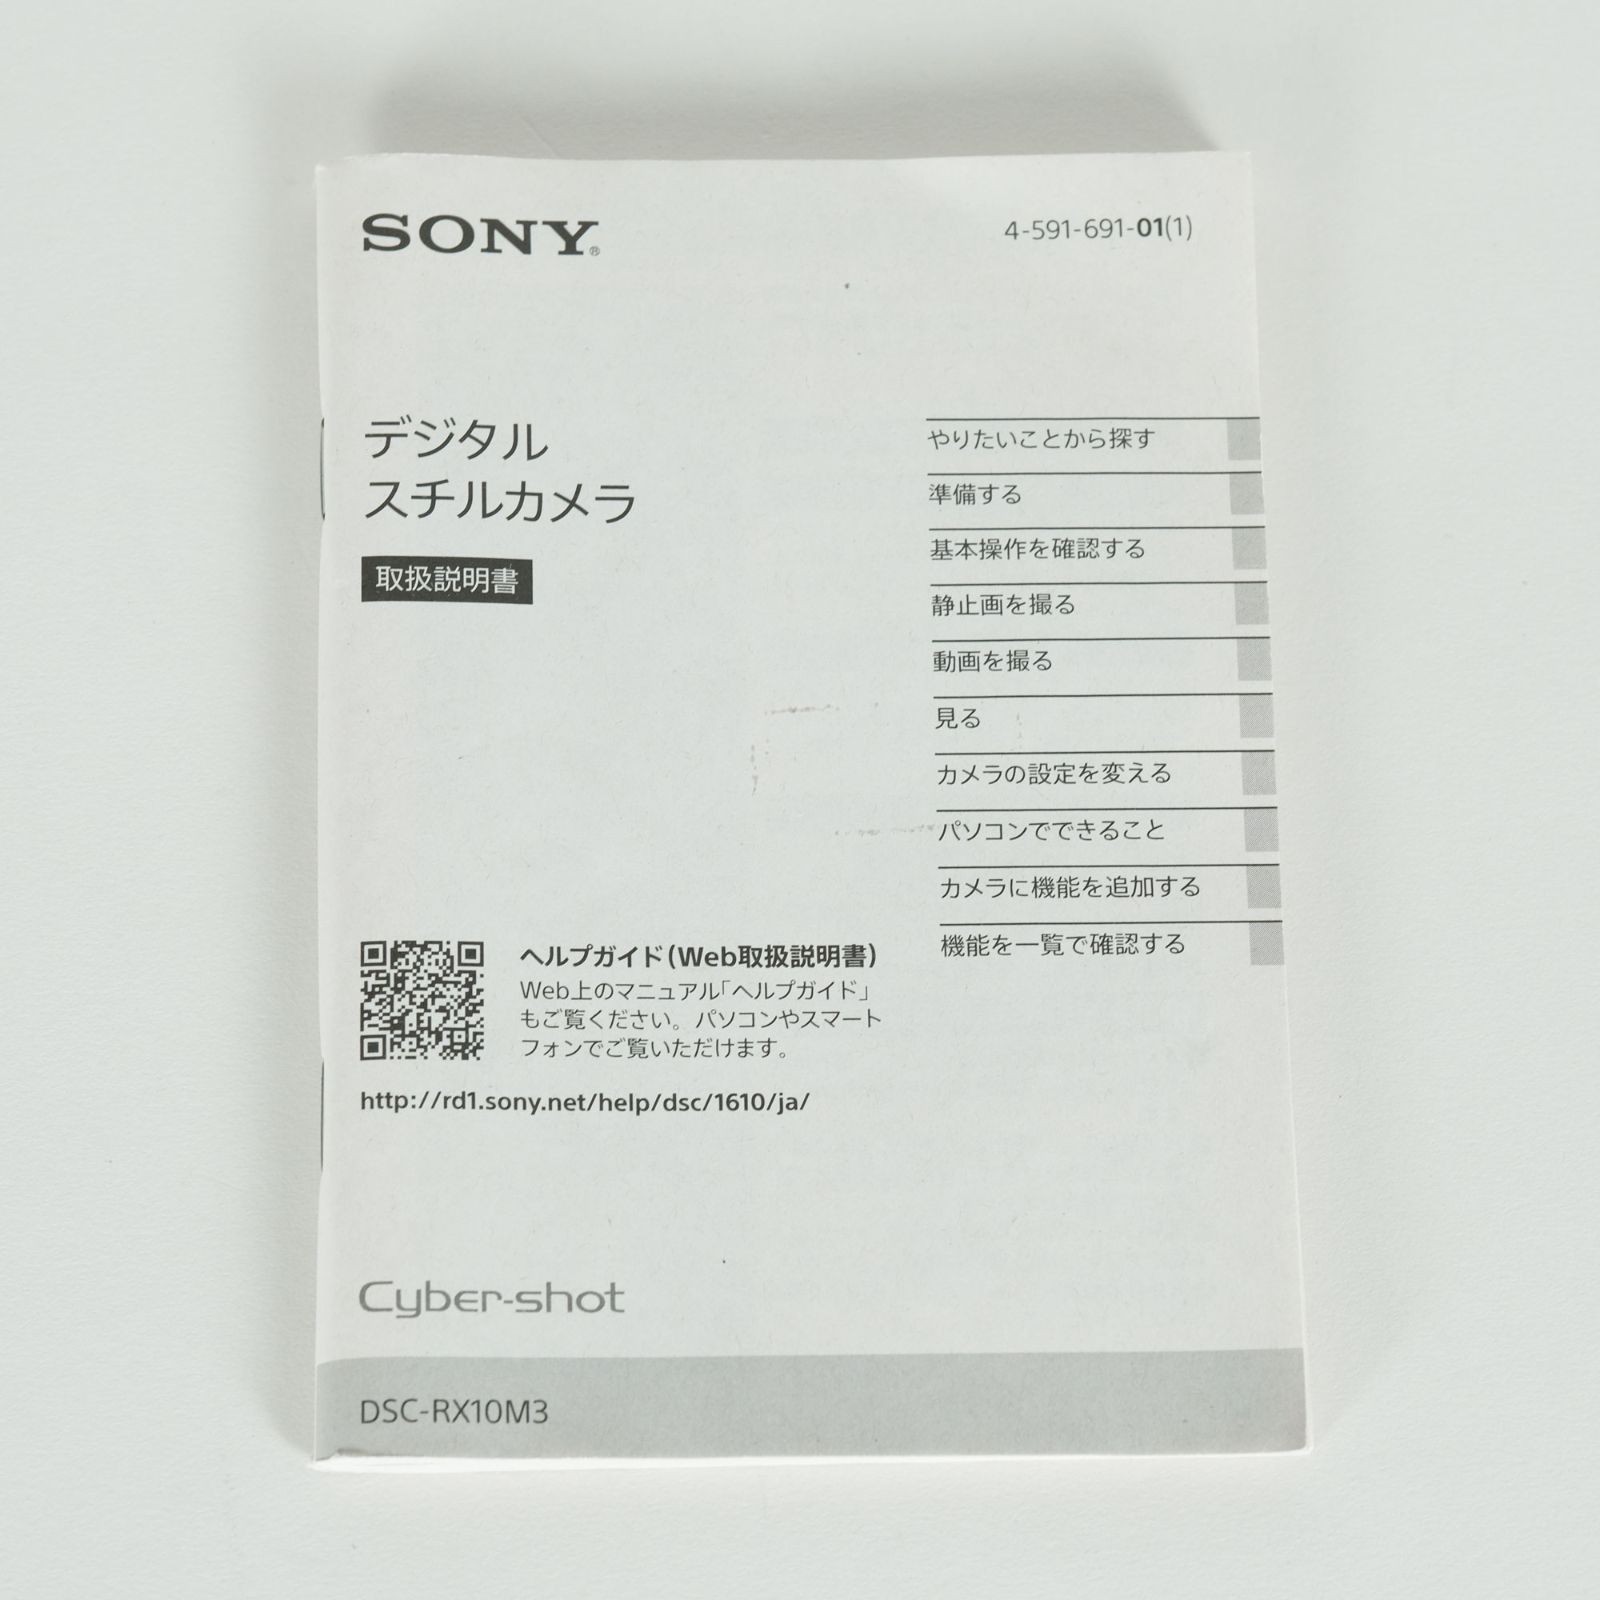 SONY®
4-591-691-01(1)
デジタル
スチルカメラ
取扱説明書
やりたいことから探す
準備する
基本操作を確認する
静止画を撮る
動画を撮る
見る
カメラの設定を変える
パソコンでできること
カメラに機能を追加する
機能を一覧で確認する
ヘルプガイド(Web取扱説明書)
Web上のマニュアル「ヘルプガイド」
もご覧ください。パソコンやスマート
フォンでご覧いただけます。
http://rd1.sony.net/help/dsc/1610/ja/
Cyber-shot
DSC-RX10M3